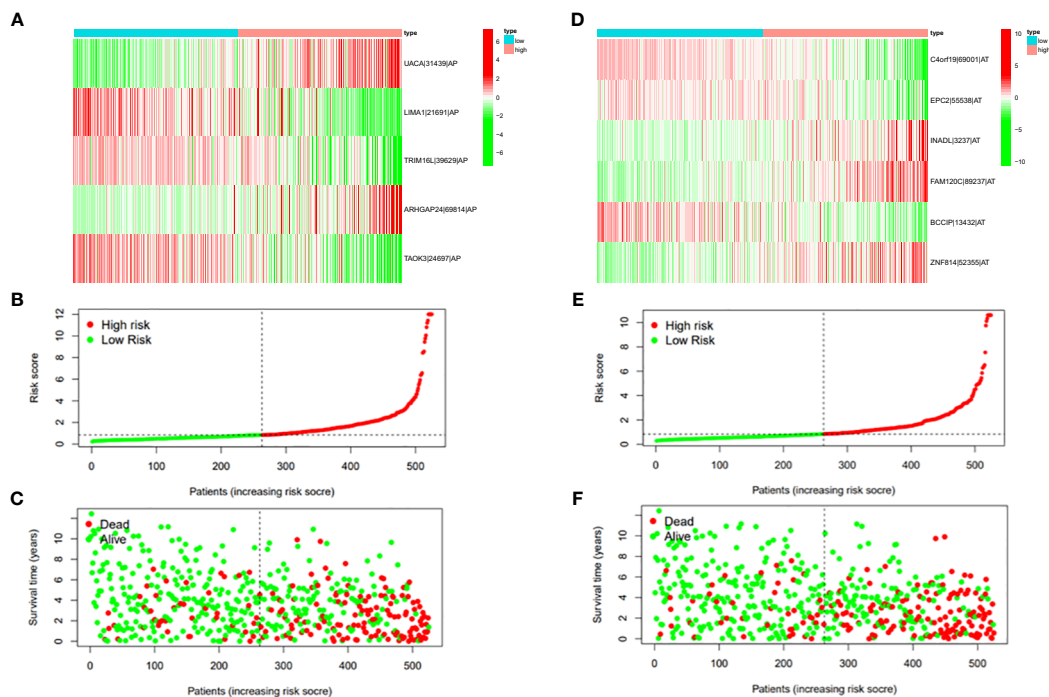 A
type
UACA|31439|AP
LIMA1|21691|AP
TRIM16L|39629|AP
ARHGAP24|69814|AP
TAOK3|24697|AP
6
4
2
0
−2
−4
−6
type
low
high
B
High risk
Low Risk
Risk score
0
2
4
6
8
10
12
0
100
200
300
400
500
Patients (increasing risk socre)
C
Dead
Alive
Survival time (years)
0
2
4
6
8
10
0
100
200
300
400
500
Patients (increasing risk socre)
D
type
C4orf19|69001|AT
EPC2|55538|AT
INADL|3237|AT
FAM120C|89237|AT
BCCIP|13432|AT
ZNF814|52355|AT
10
5
0
−5
−10
type
low
high
E
High risk
Low Risk
Risk score
0
2
4
6
8
10
0
100
200
300
400
500
Patients (increasing risk socre)
F
Dead
Alive
Survival time (years)
0
2
4
6
8
10
0
100
200
300
400
500
Patients (increasing risk socre)